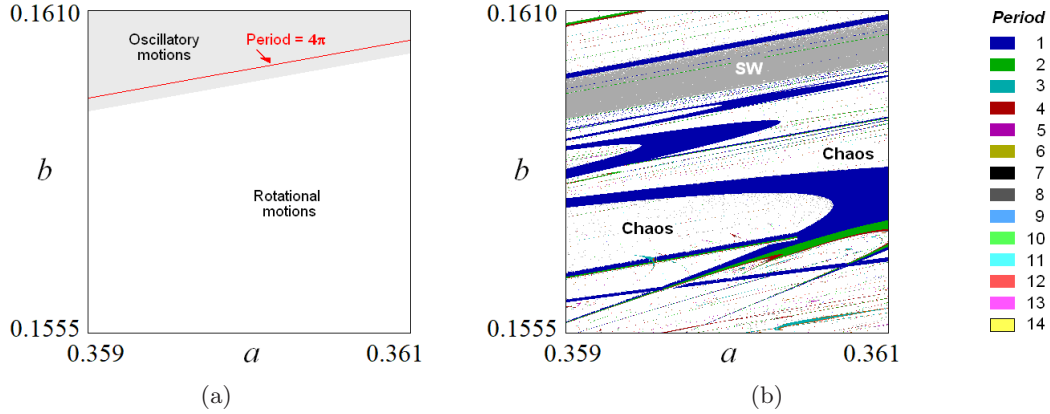 0.1610
Oscillatory
motions
Period = 4π
b
Rotational
motions
0.1555
0.359
a
0.361
(a)
0.1610
SW
b
Chaos
Chaos
0.1555
0.359
a
0.361
(b)
Period
1
2
3
4
5
6
7
8
9
10
11
12
13
14